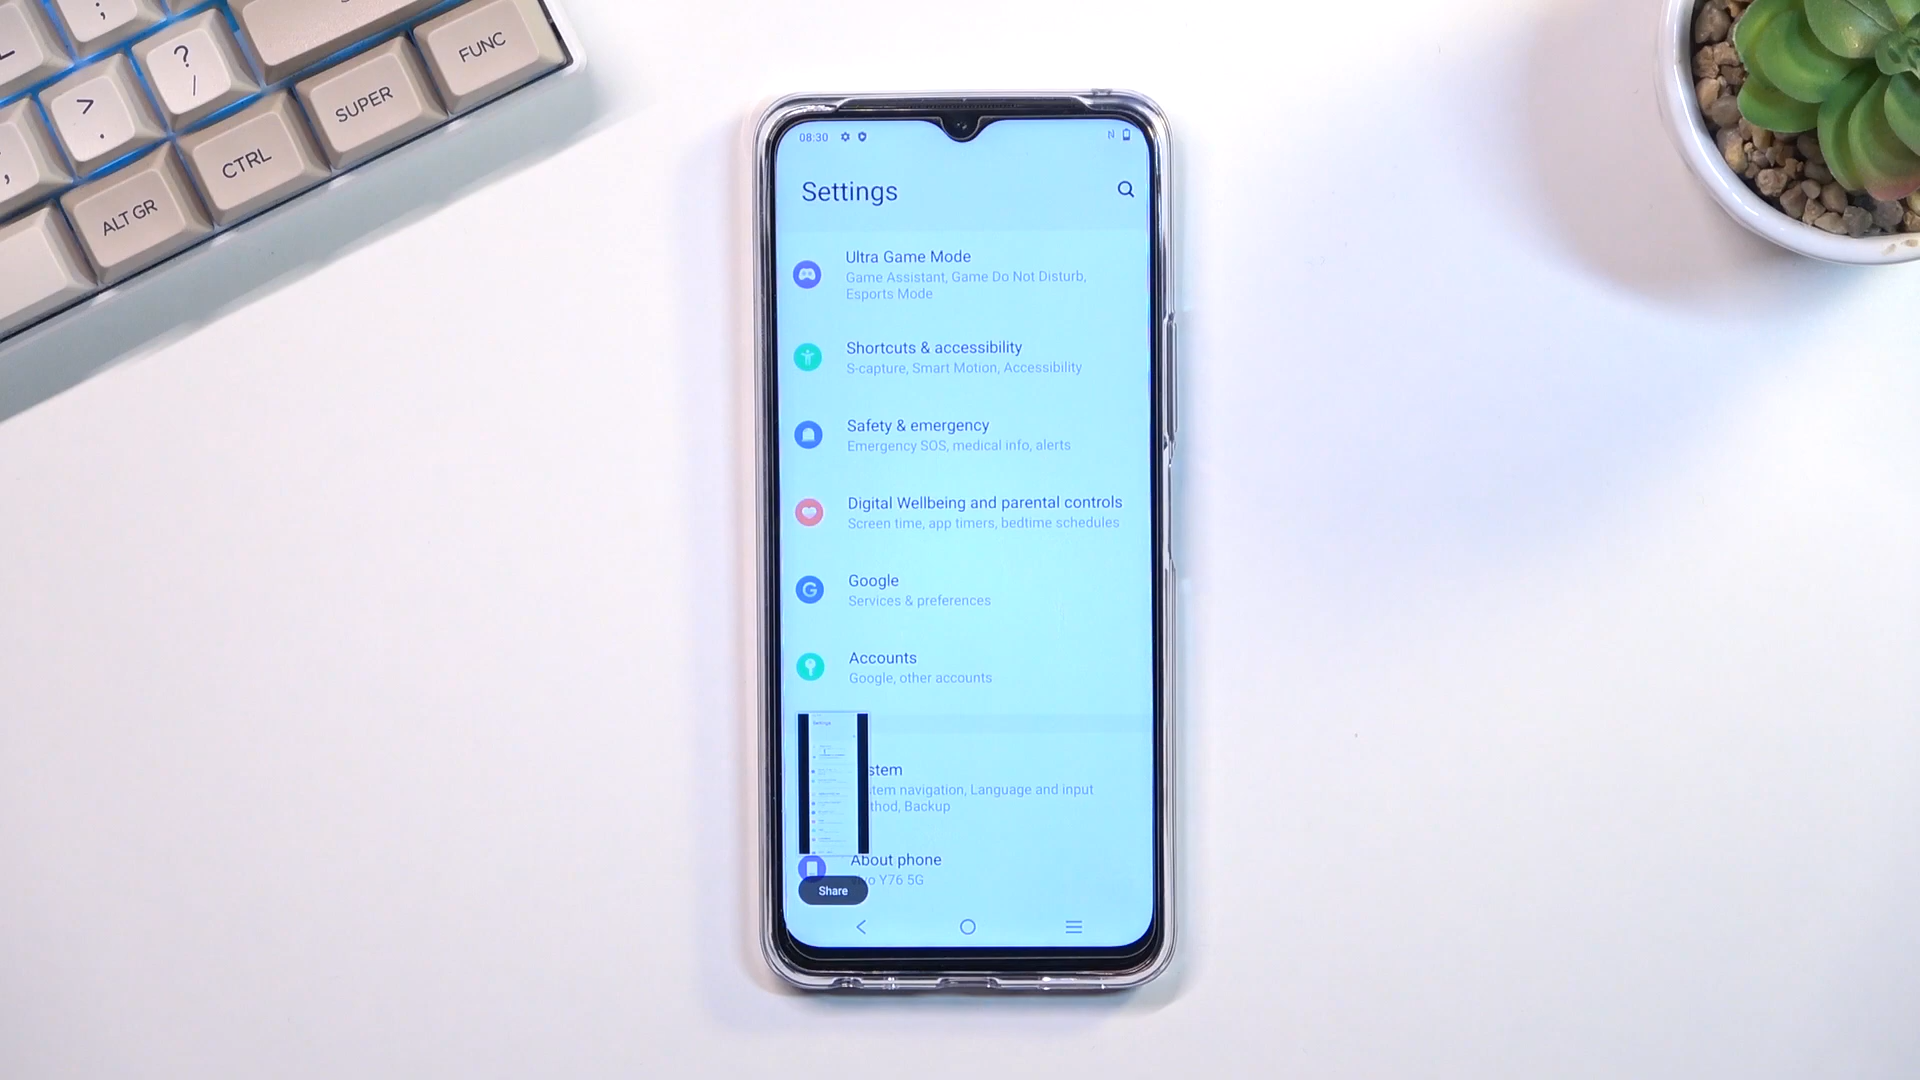 ;
?
/
FUNC
>
.
SUPER
,
CTRL
ALT GR
08:30
Settings
Ultra Game Mode
Game Assistant, Game Do Not Disturb,
Esports Mode
Shortcuts & accessibility
S-capture, Smart Motion, Accessibility
Safety & emergency
Emergency SOS, medical info, alerts
Digital Wellbeing and parental controls
Screen time, app timers, bedtime schedules
Google
Services & preferences
Accounts
Google, other accounts
Settings
stem
stem navigation, Language and input
thod, Backup
About phone
vivo Y76 5G
Share